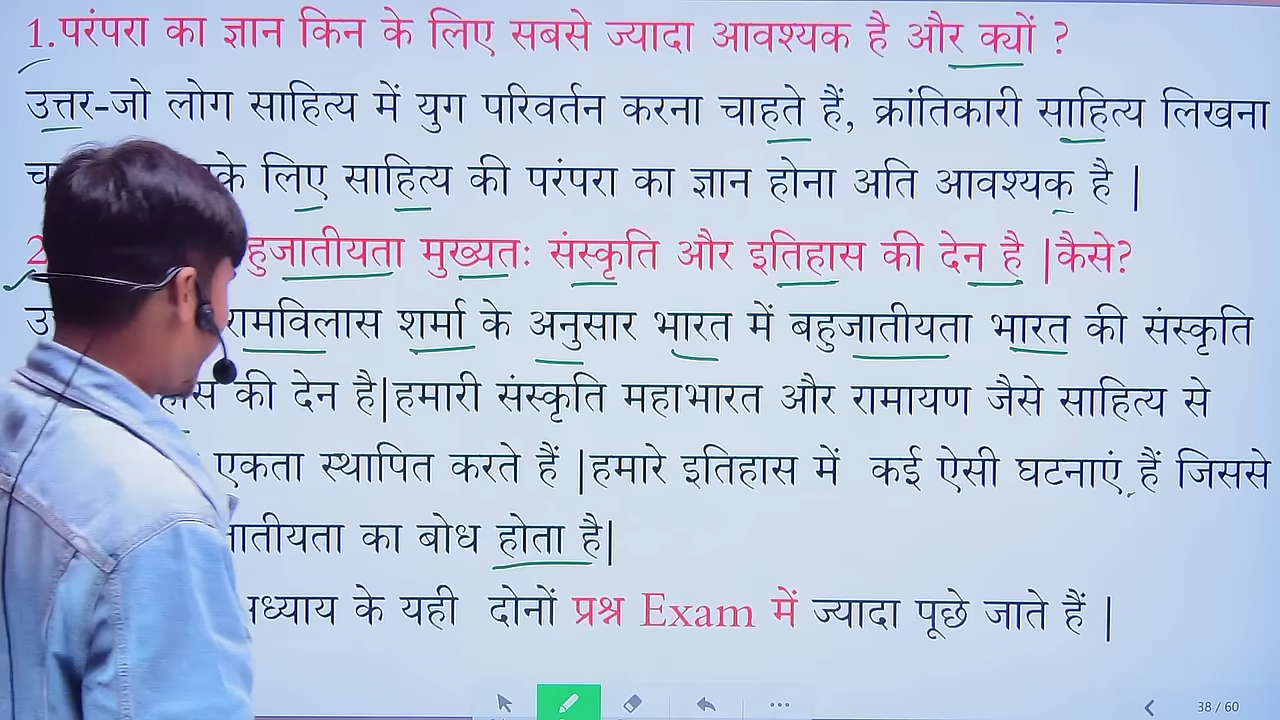 1.परंपरा का ज्ञान किन के लिए सबसे ज्यादा आवश्यक है और क्यों ?
उत्तर-जो लोग साहित्य में युग परिवर्तन करना चाहते हैं, क्रांतिकारी साहित्य लिखना
के लिए साहित्य की परंपरा का ज्ञान होना अति आवश्यक है |
2 मुख्यतः संस्कृति और इतिहास की देन है |कैसे?
रामविलास शर्मा के अनुसार भारत में बहुजातीयता भारत की संस्कृति
की देन है|हमारी संस्कृति महाभारत और रामायण जैसे साहित्य से
एकता स्थापित करते हैं |हमारे इतिहास में कई ऐसी घटनाएं हैं जिससे
का बोध होता है|
के यही दोनों प्रश्न Exam में ज्यादा पूछे जाते हैं |
38 / 60